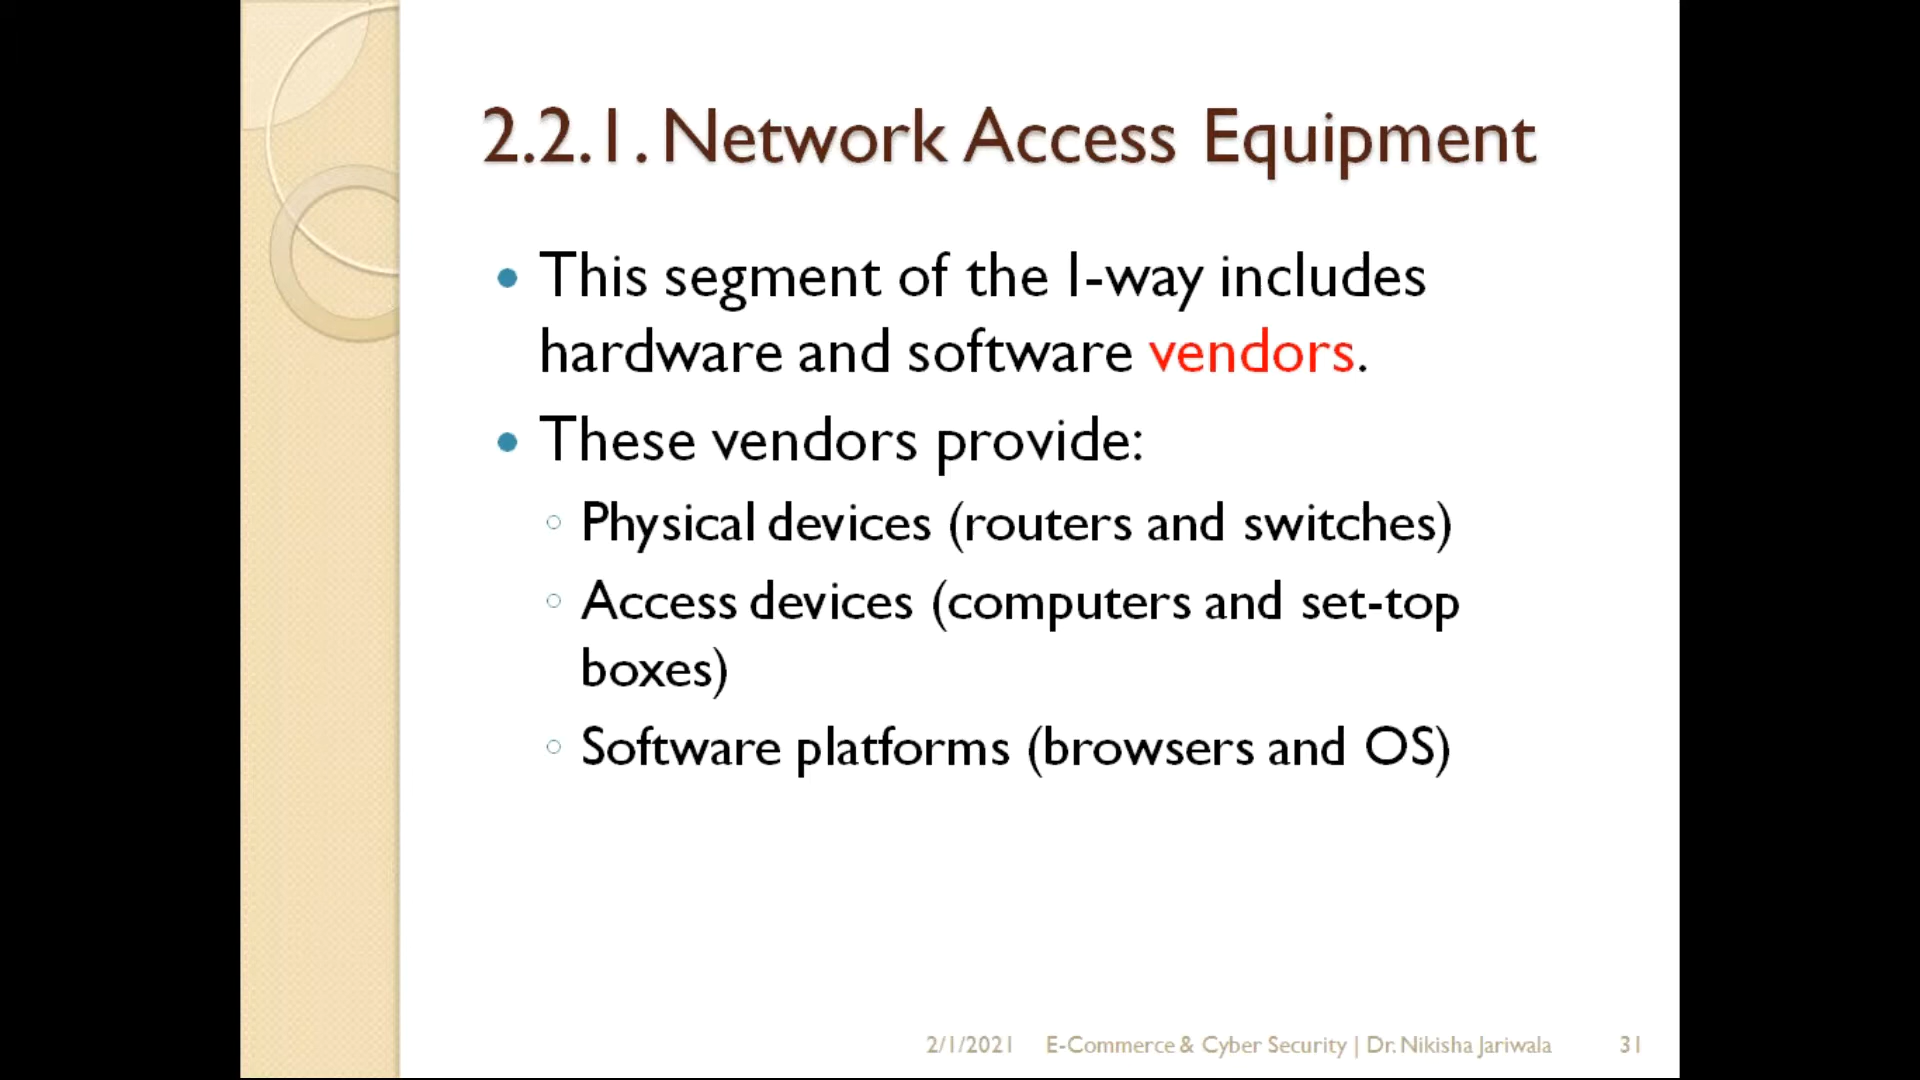 2.2.1. Network Access Equipment
• This segment of the I-way includes
hardware and software vendors.
• These vendors provide:
◦ Physical devices (routers and switches)
◦ Access devices (computers and set-top
boxes)
◦ Software platforms (browsers and OS)
2/1/2021 E-Commerce & Cyber Security | Dr. Nikisha Jariwala 31